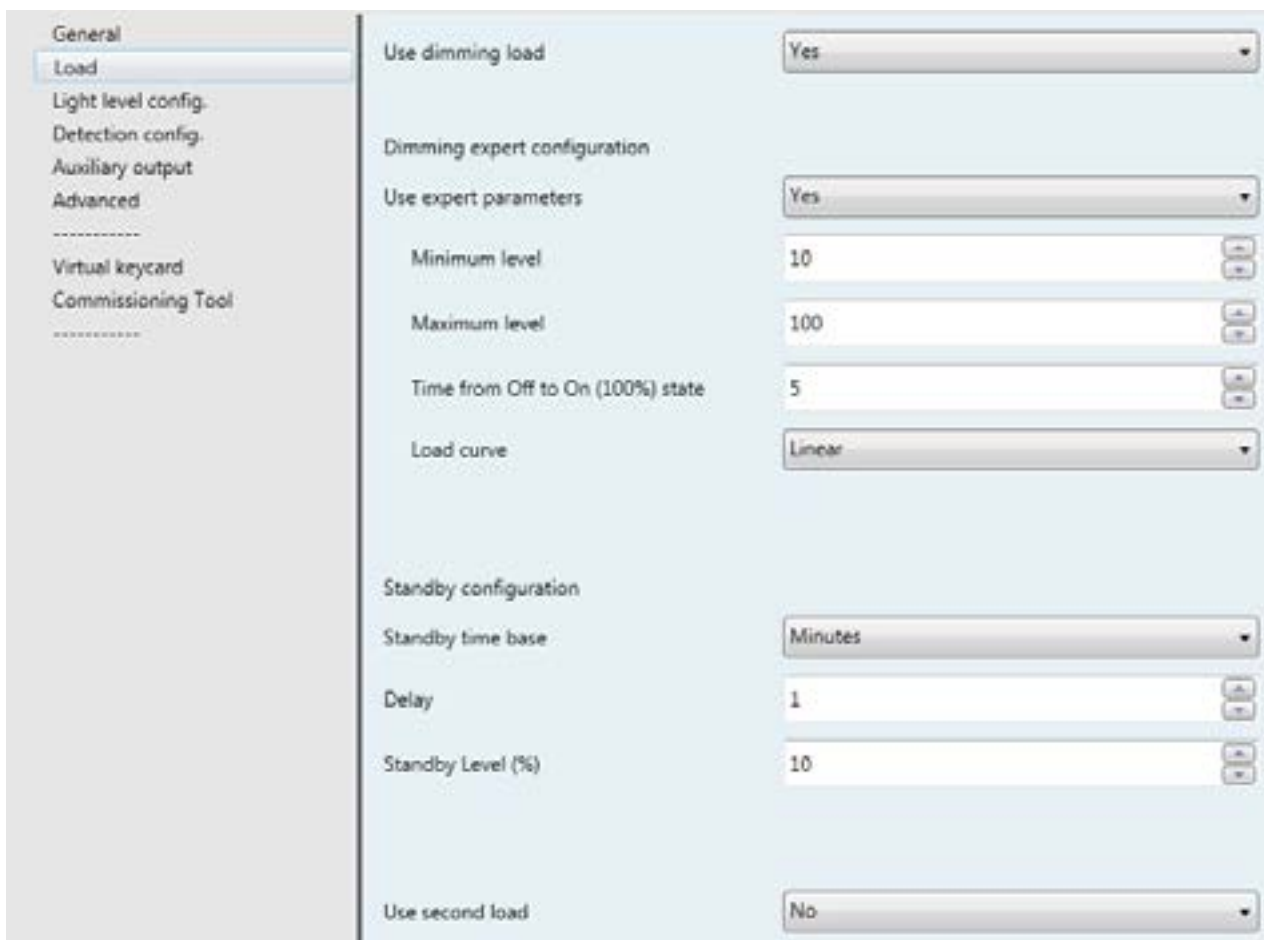 General
Load
Light level config.
Detection config.
Auxiliary output
Advanced
-----------
Virtual keycard
Commissioning Tool
-----------
Use dimming load Yes
Dimming expert configuration
Use expert parameters Yes
Minimum level 10
Maximum level 100
Time from Off to On (100%) state 5
Load curve Linear
Standby configuration
Standby time base Minutes
Delay 1
Standby Level (%) 10
Use second load No